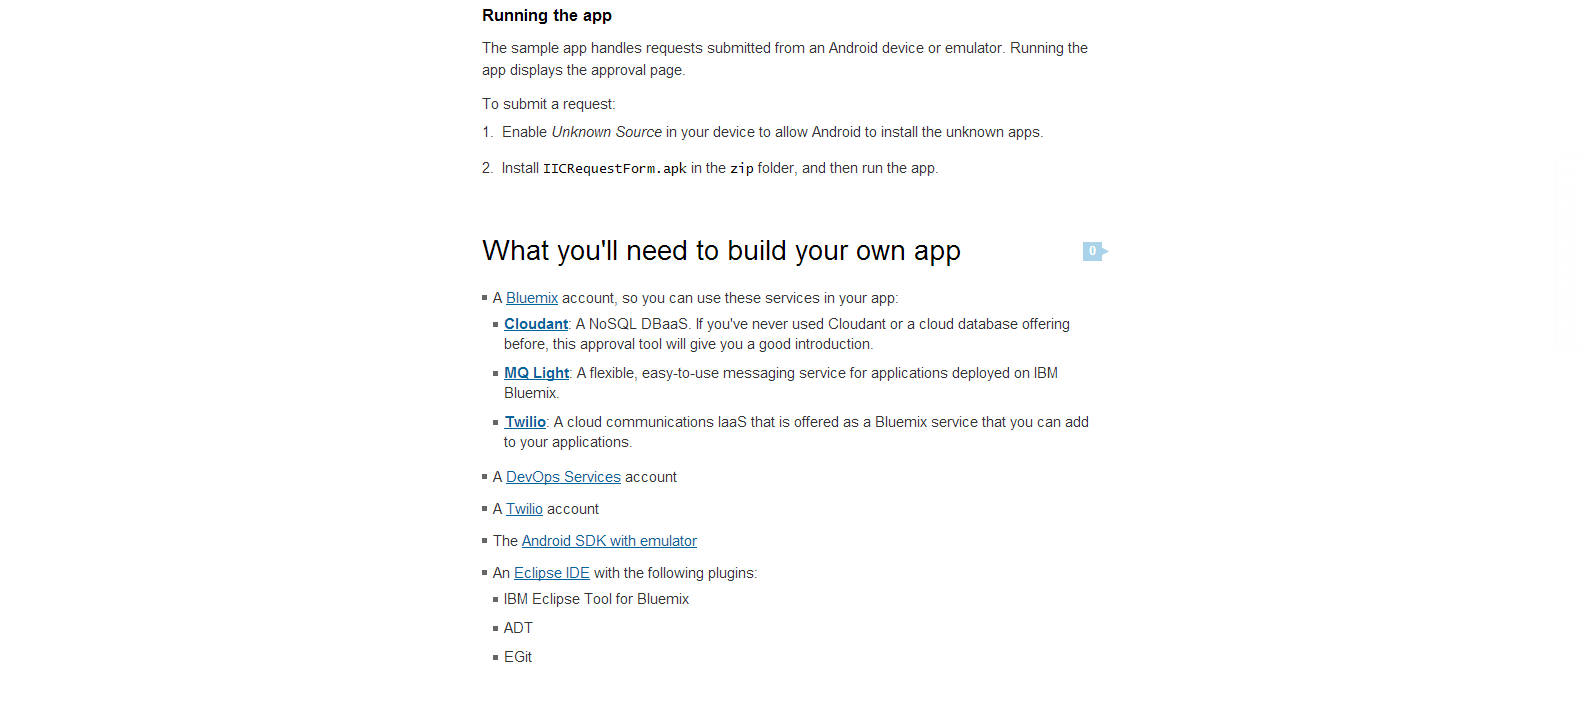 Running the app
The sample app handles requests submitted from an Android device or emulator. Running the
app displays the approval page.
To submit a request:
1. Enable Unknown Source in your device to allow Android to install the unknown apps.
2. Install IICRequestForm.apk in the zip folder, and then run the app.
What you'll need to build your own app
0
A Bluemix account, so you can use these services in your app:
Cloudant: A NoSQL DBaaS. If you've never used Cloudant or a cloud database offering
before, this approval tool will give you a good introduction.
MQ Light: A flexible, easy-to-use messaging service for applications deployed on IBM
Bluemix.
Twilio: A cloud communications IaaS that is offered as a Bluemix service that you can add
to your applications.
A DevOps Services account
A Twilio account
The Android SDK with emulator
An Eclipse IDE with the following plugins:
IBM Eclipse Tool for Bluemix
ADT
EGit